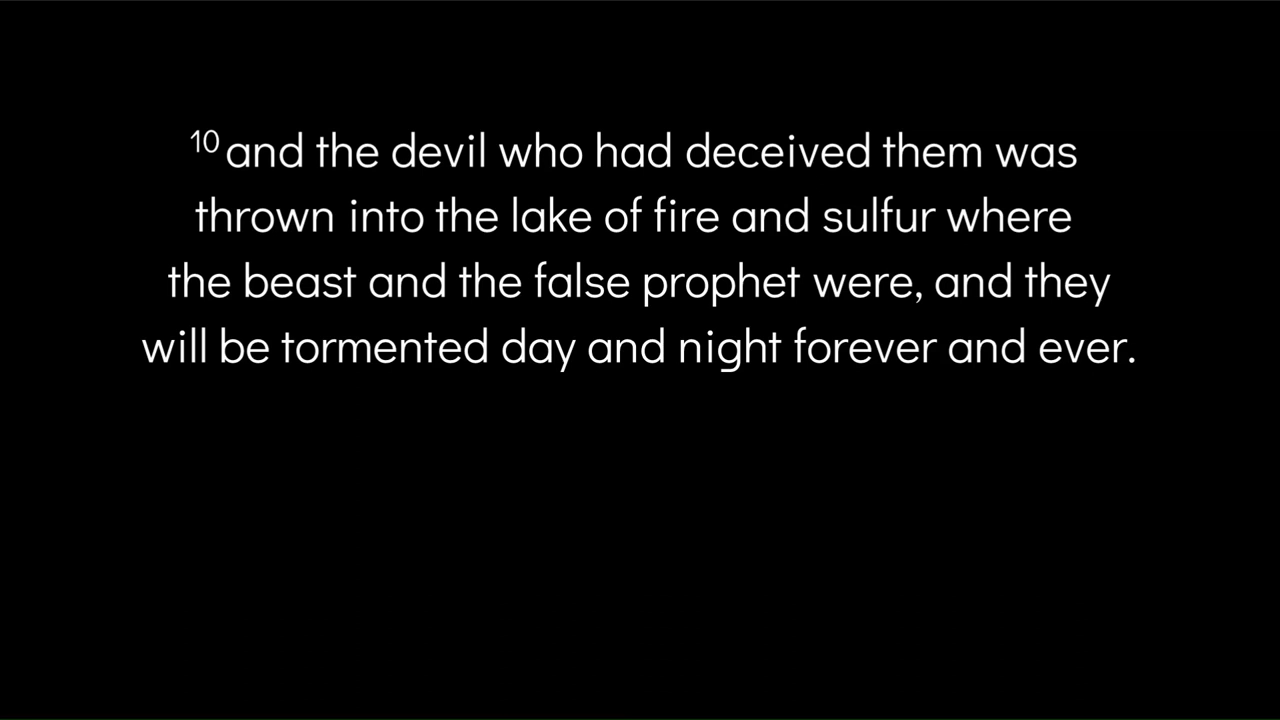 10 and the devil who had deceived them was
thrown into the lake of fire and sulfur where
the beast and the false prophet were, and they
will be tormented day and night forever and ever.